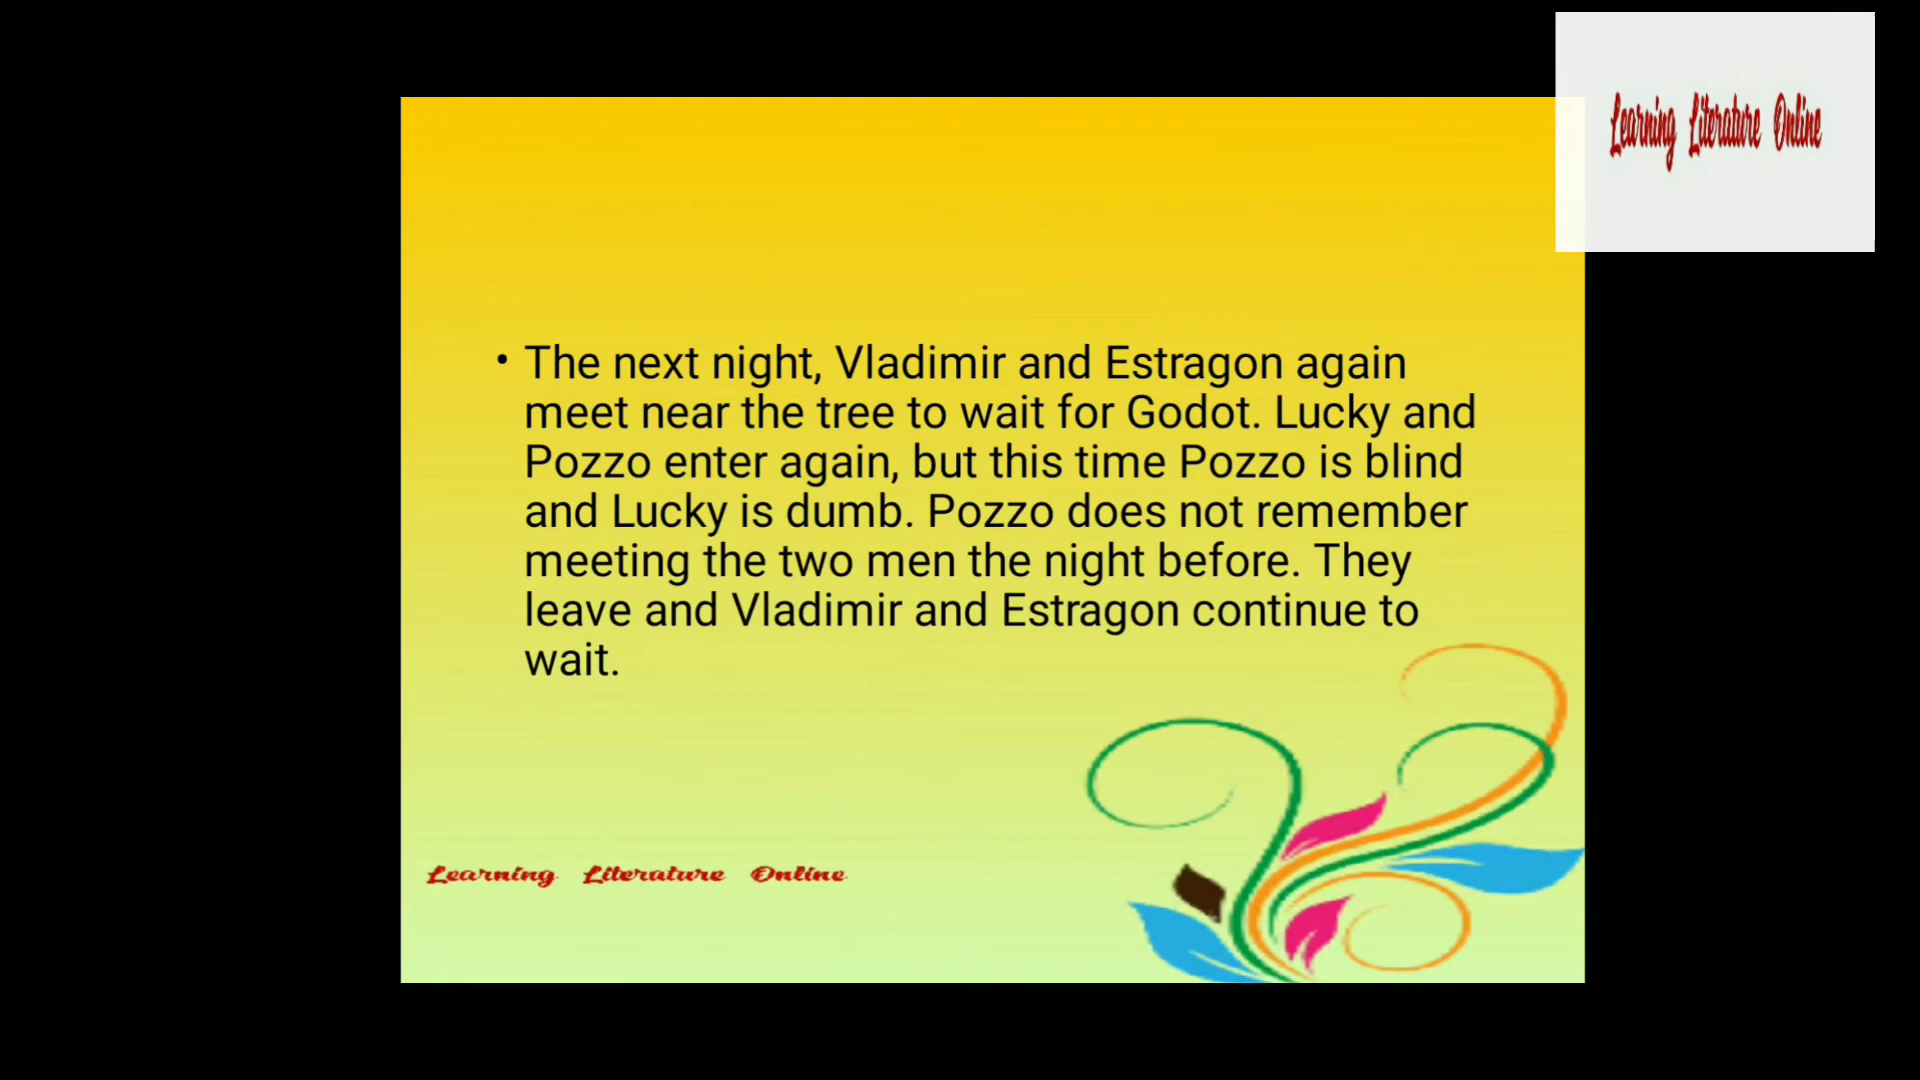 Learning Literature Online
• The next night, Vladimir and Estragon again
meet near the tree to wait for Godot. Lucky and
Pozzo enter again, but this time Pozzo is blind
and Lucky is dumb. Pozzo does not remember
meeting the two men the night before. They
leave and Vladimir and Estragon continue to
wait.
Learning Literature Online